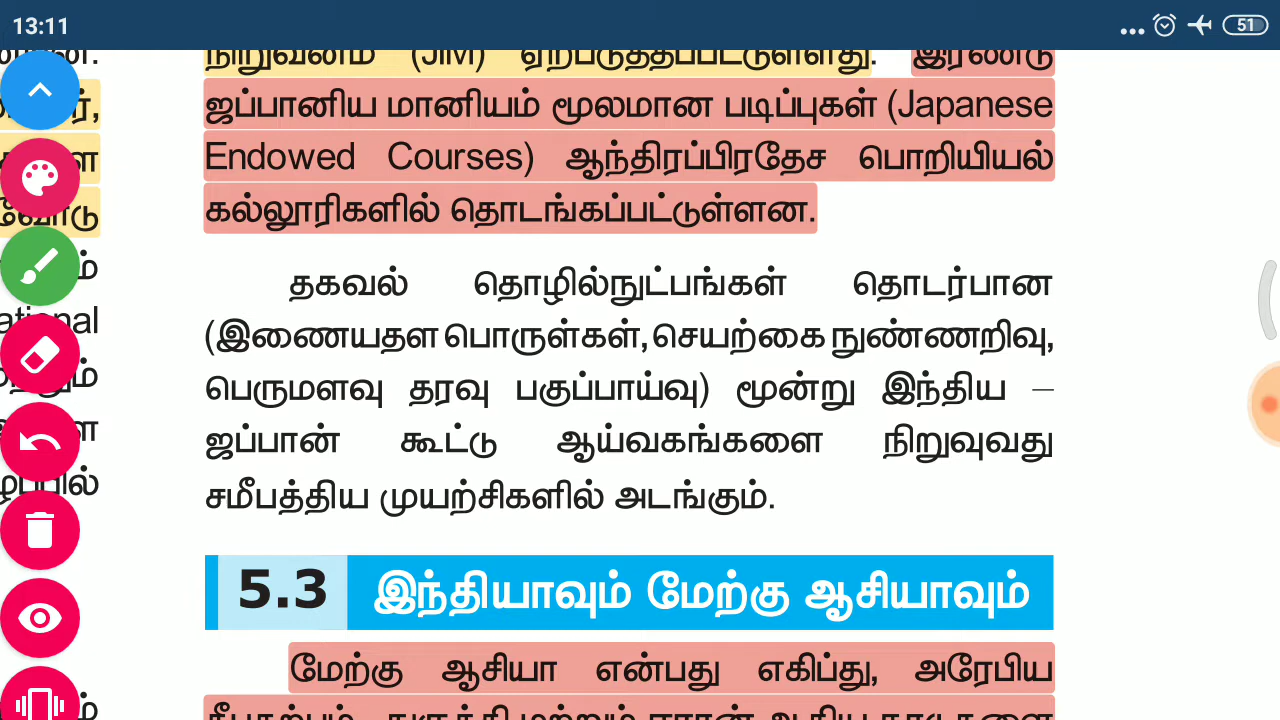 13:11
51
நிறுவனம் (JIM) ஏற்படுத்தப்பட்டுள்ளது. இரண்டு
ஜப்பானிய மானியம் மூலமான படிப்புகள் (Japanese
Endowed Courses) ஆந்திரப்பிரதேச பொறியியல்
கல்லூரிகளில் தொடங்கப்பட்டுள்ளன.
தகவல் தொழில்நுட்பங்கள் தொடர்பான
(இணையதள பொருள்கள், செயற்கை நுண்ணறிவு,
பெருமளவு தரவு பகுப்பாய்வு) மூன்று இந்திய –
ஜப்பான் கூட்டு ஆய்வகங்களை நிறுவுவது
சமீபத்திய முயற்சிகளில் அடங்கும்.
5.3 இந்தியாவும் மேற்கு ஆசியாவும்
மேற்கு ஆசியா என்பது எகிப்து, அரேபிய